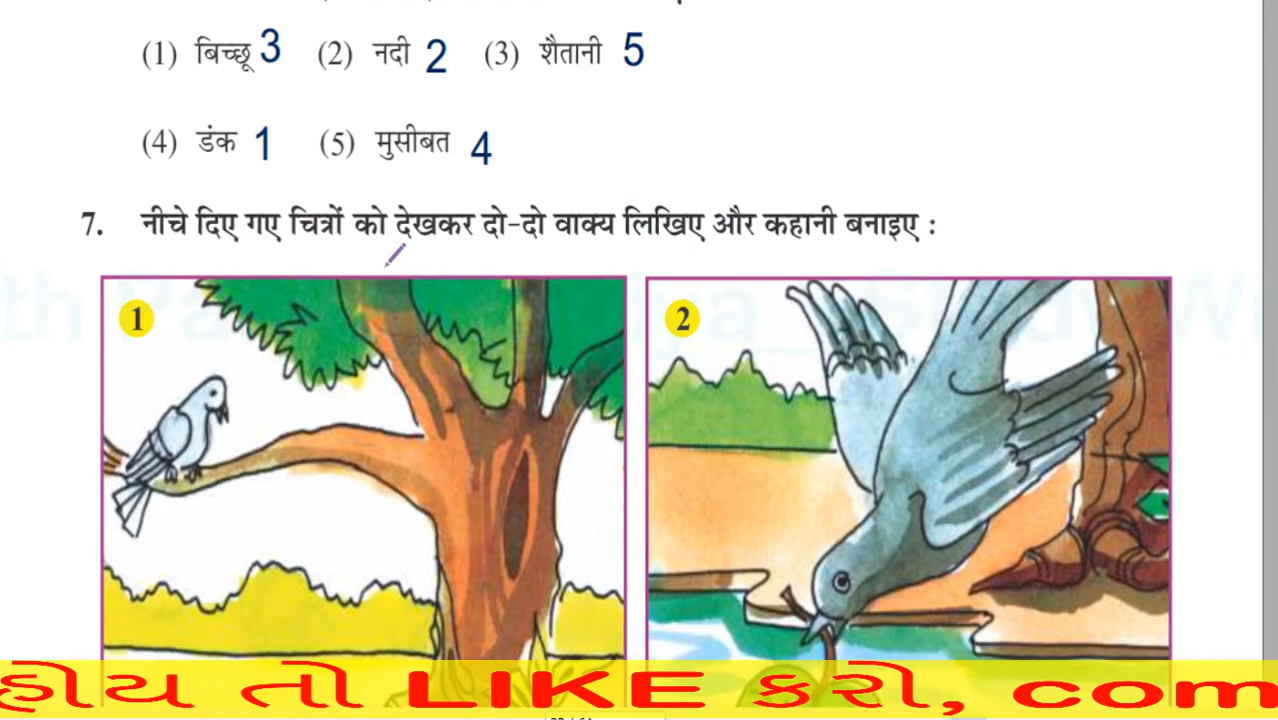 (1) बिच्छू 3 (2) नदी 2 (3) शैतानी 5
(4) डंक 1 (5) मुसीबत 4
7. नीचे दिए गए चित्रों को देखकर दो-दो वाक्य लिखिए और कहानी बनाइए :
1 2
હોય તો LIKE કરો, com